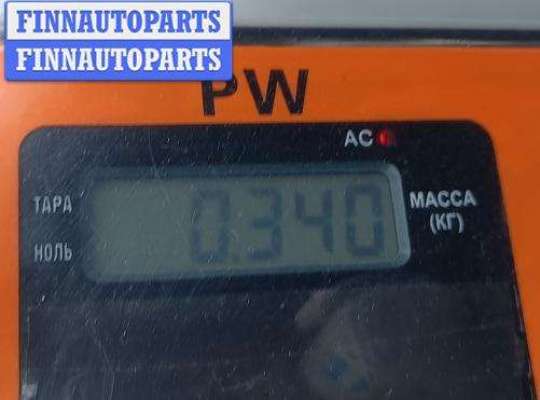 FINNAUTOPARTS
FINNAUTOPARTS
PW
AC
ТАРА
НОЛЬ
0.340
МАССА
(КГ)